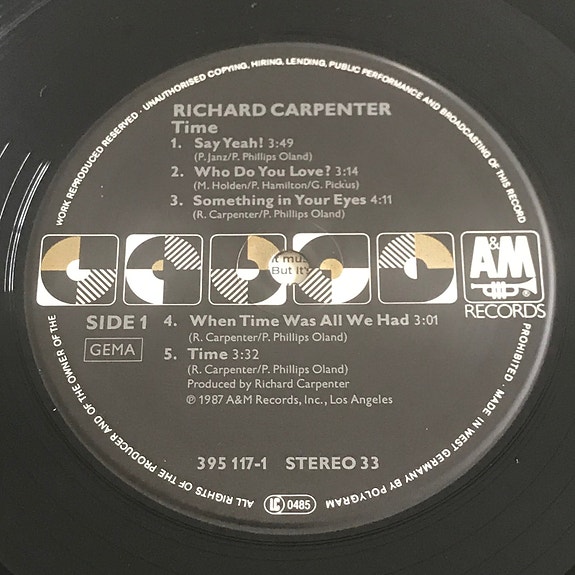 RICHARD CARPENTER
Time
1. Say Yeah! 3:49
(P. Janz/P. Phillips Oland)
2. Who Do You Love? 3:14
(M. Holden/P. Hamilton/G. Pickus)
3. Something in Your Eyes 4:11
(R. Carpenter/P. Phillips Oland)
it mus
But it's
A&M
RECORDS
SIDE 1
GEMA
4. When Time Was All We Had 3:01
(R. Carpenter/P. Phillips Oland)
5. Time 3:32
(R. Carpenter/P. Phillips Oland)
Produced by Richard Carpenter
℗ 1987 A&M Records, Inc., Los Angeles
395 117-1 STEREO 33
LC 0485
ALL RIGHTS OF THE PRODUCER AND OF THE OWNER OF THE WORK REPRODUCED RESERVED · UNAUTHORISED COPYING, HIRING, LENDING, PUBLIC PERFORMANCE AND BROADCASTING OF THIS RECORD PROHIBITED · MADE IN WEST GERMANY BY POLYGRAM